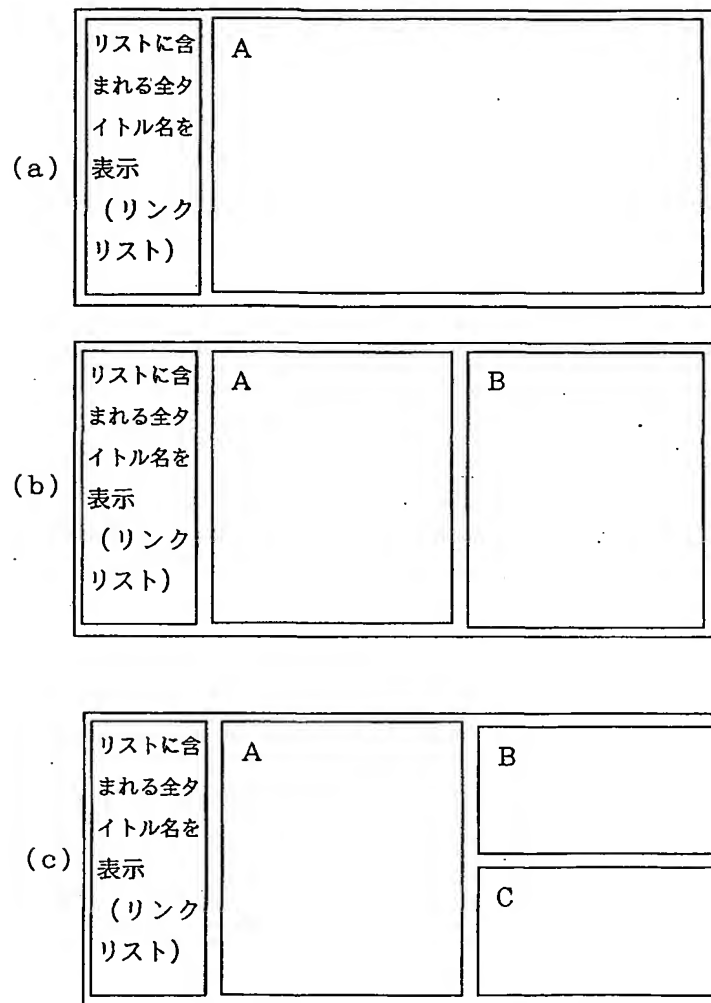 (a)
リストに含
まれる全タ
イトル名を
表示
(リンク
リスト)
A
(b)
リストに含
まれる全タ
イトル名を
表示
(リンク
リスト)
A
B
(c)
リストに含
まれる全タ
イトル名を
表示
(リンク
リスト)
A
B
C